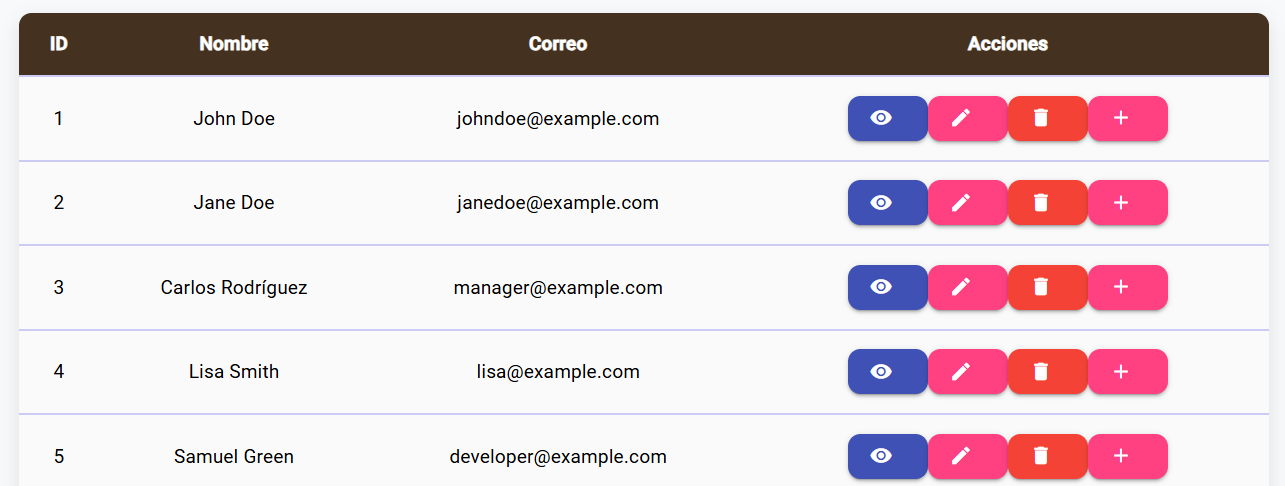 ID Nombre Correo Acciones
1 John Doe johndoe@example.com
2 Jane Doe janedoe@example.com
3 Carlos Rodríguez manager@example.com
4 Lisa Smith lisa@example.com
5 Samuel Green developer@example.com